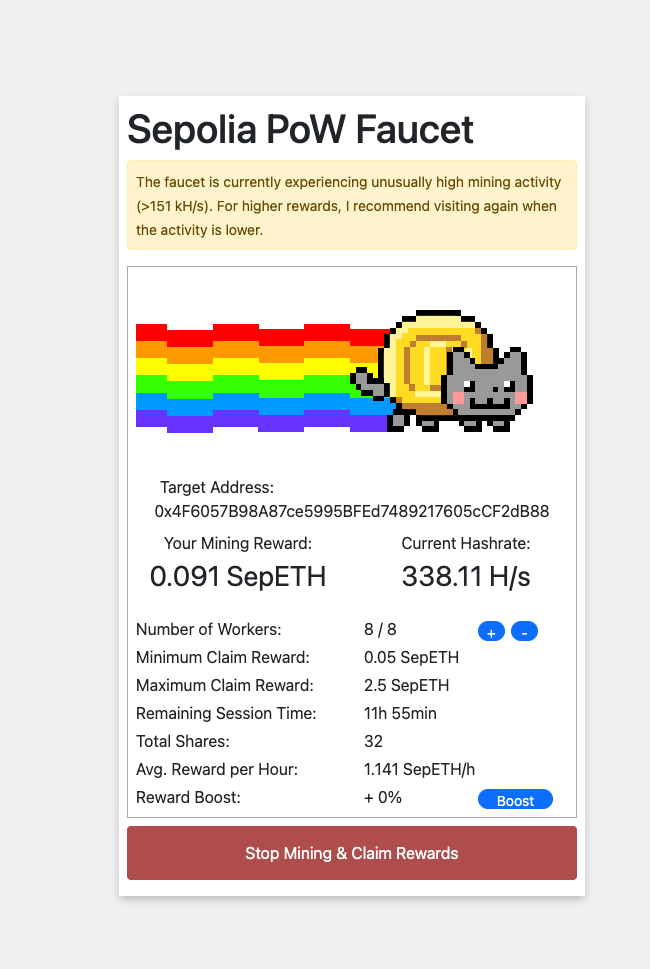 Sepolia PoW Faucet
The faucet is currently experiencing unusually high mining activity
(>151 kH/s). For higher rewards, I recommend visiting again when
the activity is lower.
Target Address:
0x4F6057B98A87ce5995BFEd7489217605cCF2dB88
Your Mining Reward: Current Hashrate:
0.091 SepETH 338.11 H/s
Number of Workers: 8 / 8 + -
Minimum Claim Reward: 0.05 SepETH
Maximum Claim Reward: 2.5 SepETH
Remaining Session Time: 11h 55min
Total Shares: 32
Avg. Reward per Hour: 1.141 SepETH/h
Reward Boost: + 0% Boost
Stop Mining & Claim Rewards